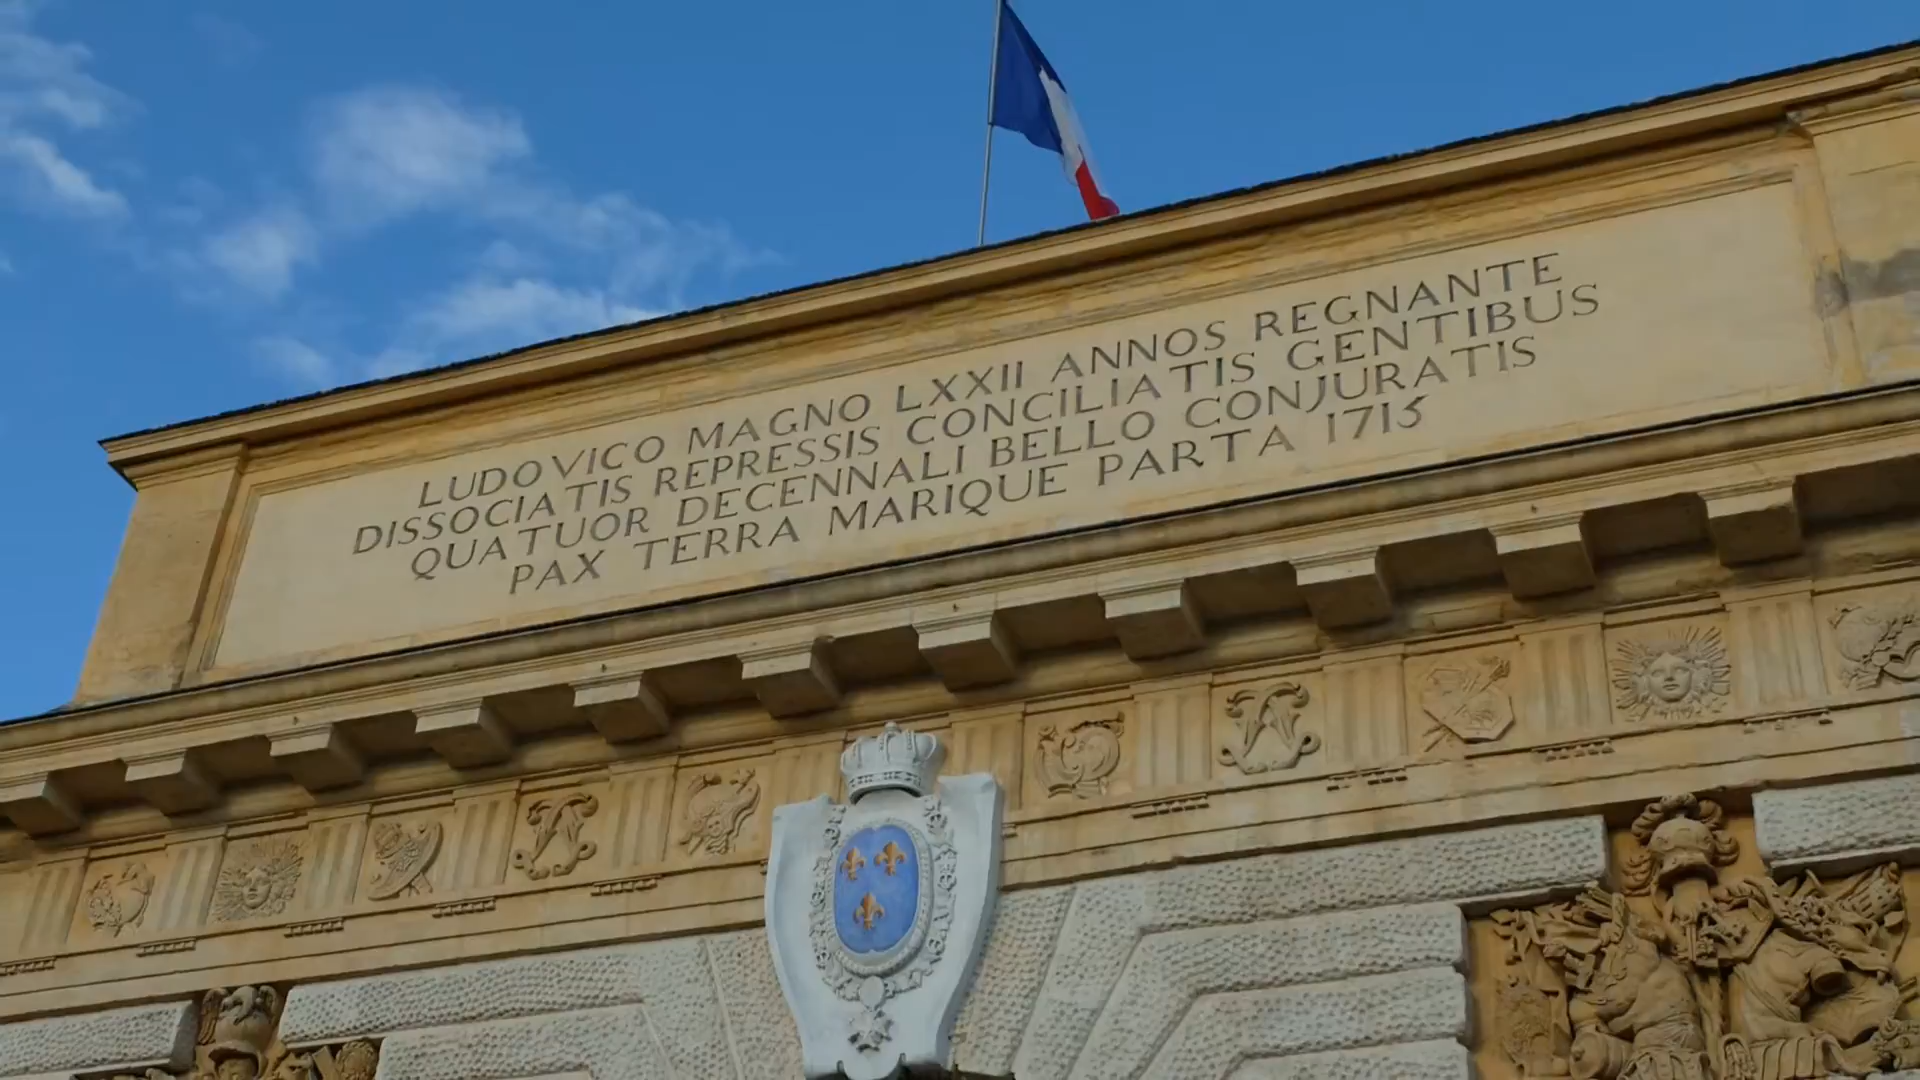 LUDOVICO MAGNO LXXII ANNOS REGNANTE
DISSOCIATIS REPRESSIS CONCILIATIS GENTIBUS
QUATUOR DECENNALI BELLO CONJURATIS
PAX TERRA MARIQUE PARTA 1715